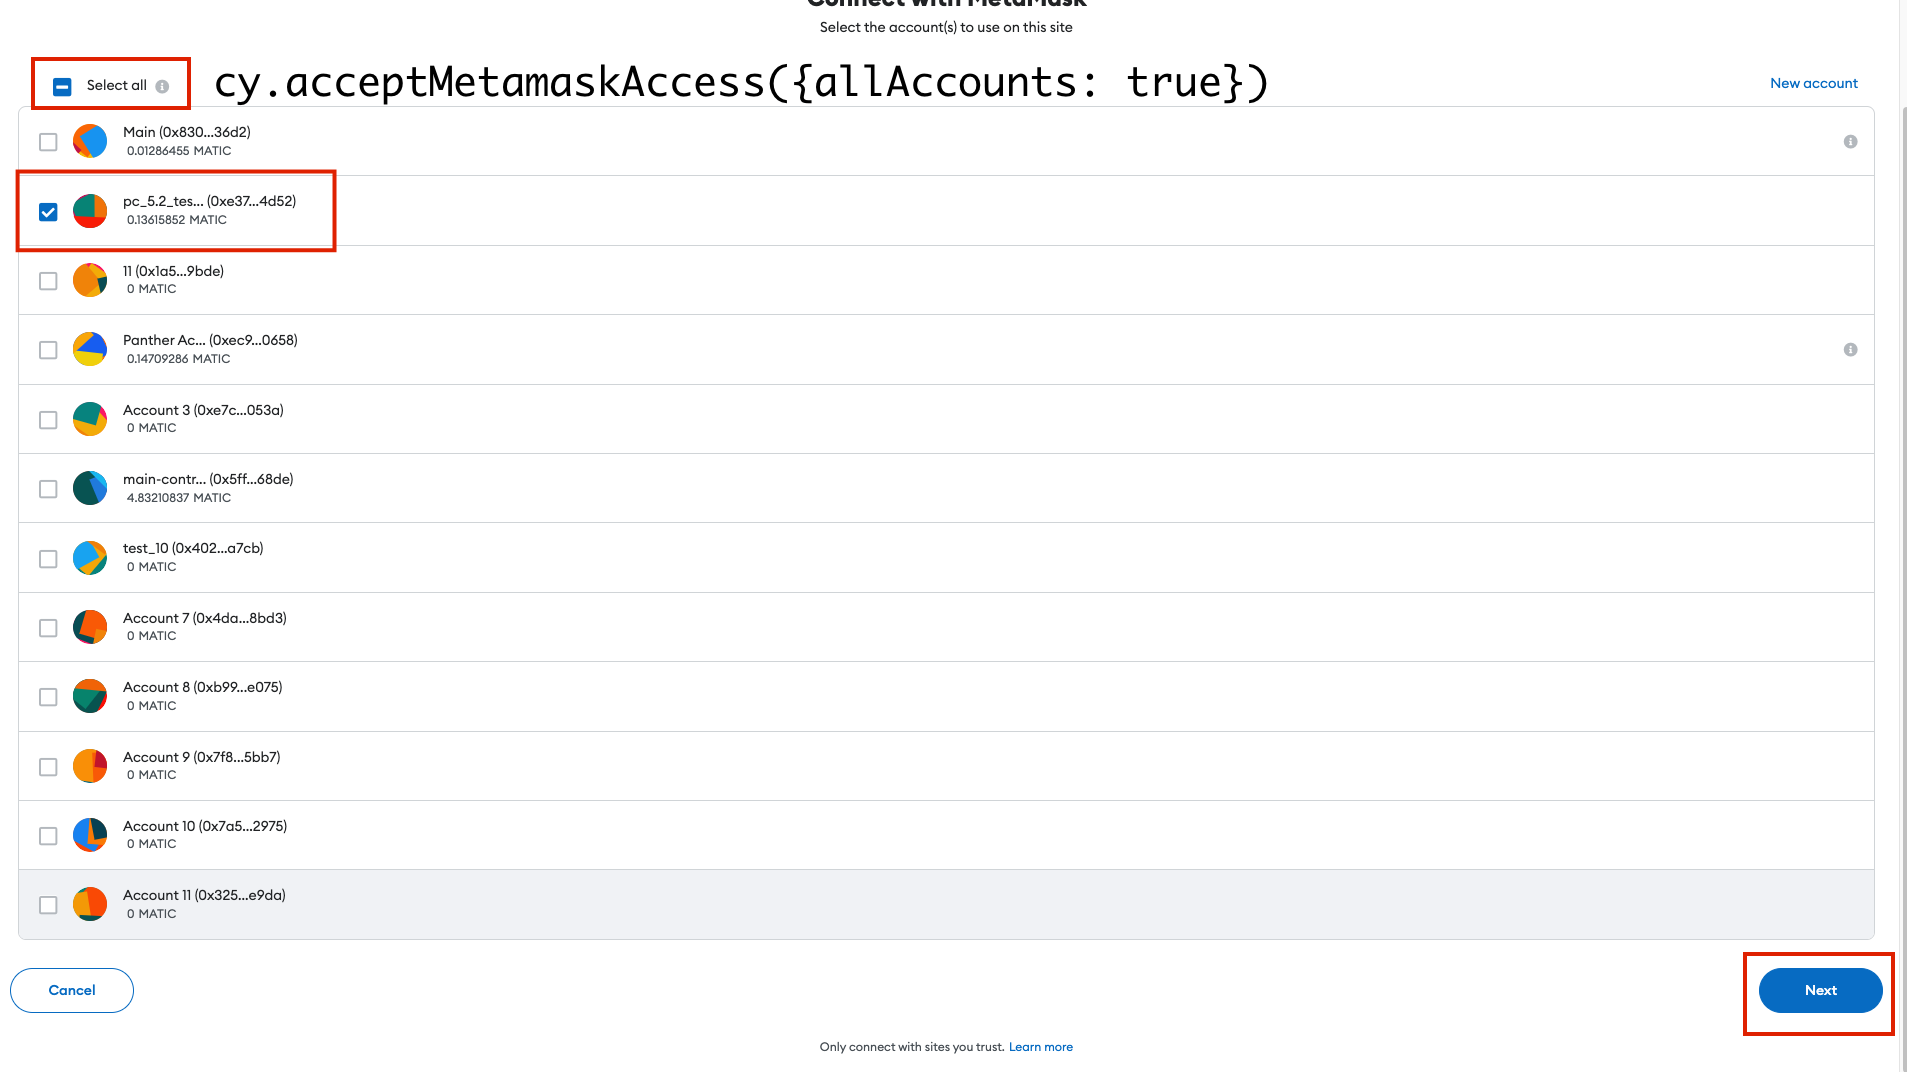 Connect with MetaMask
Select the account(s) to use on this site
Select all
cy.acceptMetamaskAccess({allAccounts: true})
New account
Main (0x830...36d2)
0.01286455 MATIC
pc_5.2_tes... (0xe37...4d52)
0.13615852 MATIC
11 (0x1a5...9bde)
0 MATIC
Panther Ac... (0xec9...0658)
0.14709286 MATIC
Account 3 (0xe7c...053a)
0 MATIC
main-contr... (0x5ff...68de)
4.83210837 MATIC
test_10 (0x402...a7cb)
0 MATIC
Account 7 (0x4da...8bd3)
0 MATIC
Account 8 (0xb99...e075)
0 MATIC
Account 9 (0x7f8...5bb7)
0 MATIC
Account 10 (0x7a5...2975)
0 MATIC
Account 11 (0x325...e9da)
0 MATIC
Cancel
Next
Only connect with sites you trust. Learn more